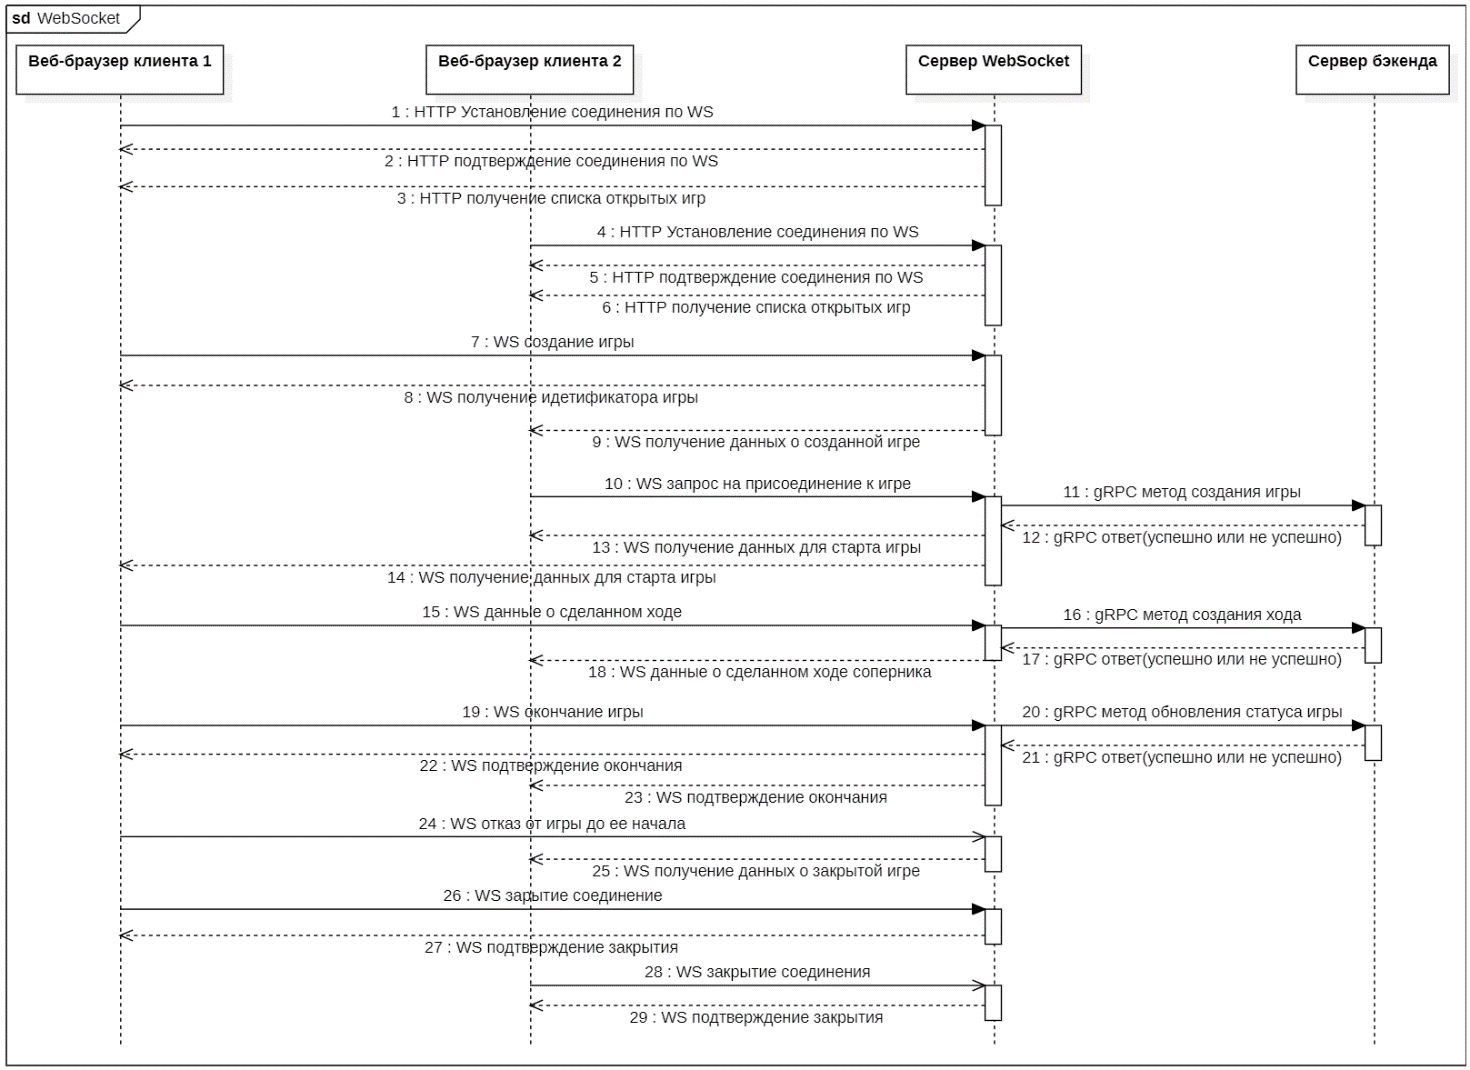 sd WebSocket
Веб-браузер клиента 1
Веб-браузер клиента 2
Сервер WebSocket
Сервер бэкенда
1 : HTTP Установление соединения по WS
2 : HTTP подтверждение соединения по WS
3 : HTTP получение списка открытых игр
4 : HTTP Установление соединения по WS
5 : HTTP подтверждение соединения по WS
6 : HTTP получение списка открытых игр
7 : WS создание игры
8 : WS получение идетификатора игры
9 : WS получение данных о созданной игре
10 : WS запрос на присоединение к игре
11 : gRPC метод создания игры
12 : gRPC ответ(успешно или не успешно)
13 : WS получение данных для старта игры
14 : WS получение данных для старта игры
15 : WS данные о сделанном ходе
16 : gRPC метод создания хода
17 : gRPC ответ(успешно или не успешно)
18 : WS данные о сделанном ходе соперника
19 : WS окончание игры
20 : gRPC метод обновления статуса игры
21 : gRPC ответ(успешно или не успешно)
22 : WS подтверждение окончания
23 : WS подтверждение окончания
24 : WS отказ от игры до ее начала
25 : WS получение данных о закрытой игре
26 : WS зарытие соединение
27 : WS подтверждение закрытия
28 : WS закрытие соединения
29 : WS подтверждение закрытия